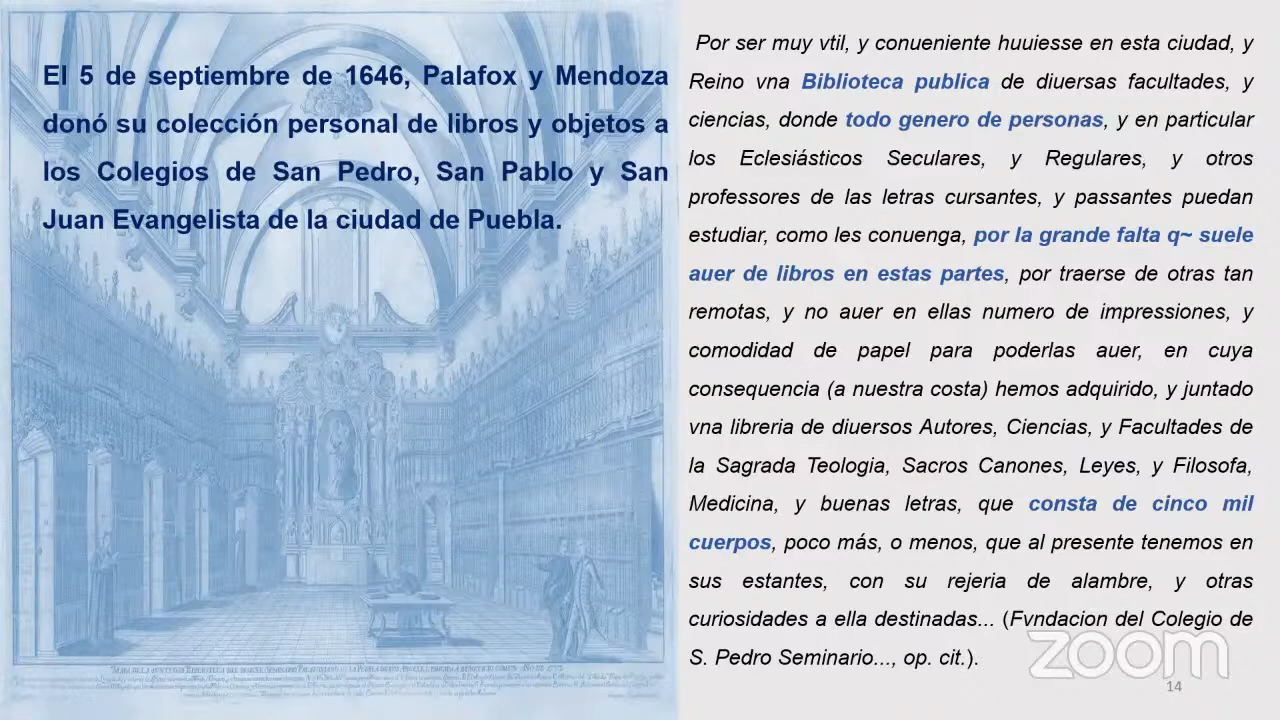 El 5 de septiembre de 1646, Palafox y Mendoza
donó su colección personal de libros y objetos a
los Colegios de San Pedro, San Pablo y San
Juan Evangelista de la ciudad de Puebla.
Por ser muy vtil, y conueniente huuiesse en esta ciudad, y
Reino vna Biblioteca publica de diuersas facultades, y
ciencias, donde todo genero de personas, y en particular
los Eclesiásticos Seculares, y Regulares, y otros
professores de las letras cursantes, y passantes puedan
estudiar, como les conuenga, por la grande falta q~ suele
auer de libros en estas partes, por traerse de otras tan
remotas, y no auer en ellas numero de impressiones, y
comodidad de papel para poderlas auer, en cuya
consequencia (a nuestra costa) hemos adquirido, y juntado
vna libreria de diuersos Autores, Ciencias, y Facultades de
la Sagrada Teologia, Sacros Canones, Leyes, y Filosofa,
Medicina, y buenas letras, que consta de cinco mil
cuerpos, poco más, o menos, que al presente tenemos en
sus estantes, con su rejeria de alambre, y otras
curiosidades a ella destinadas... (Fvndacion del Colegio de
S. Pedro Seminario..., op. cit.).
zoom
14